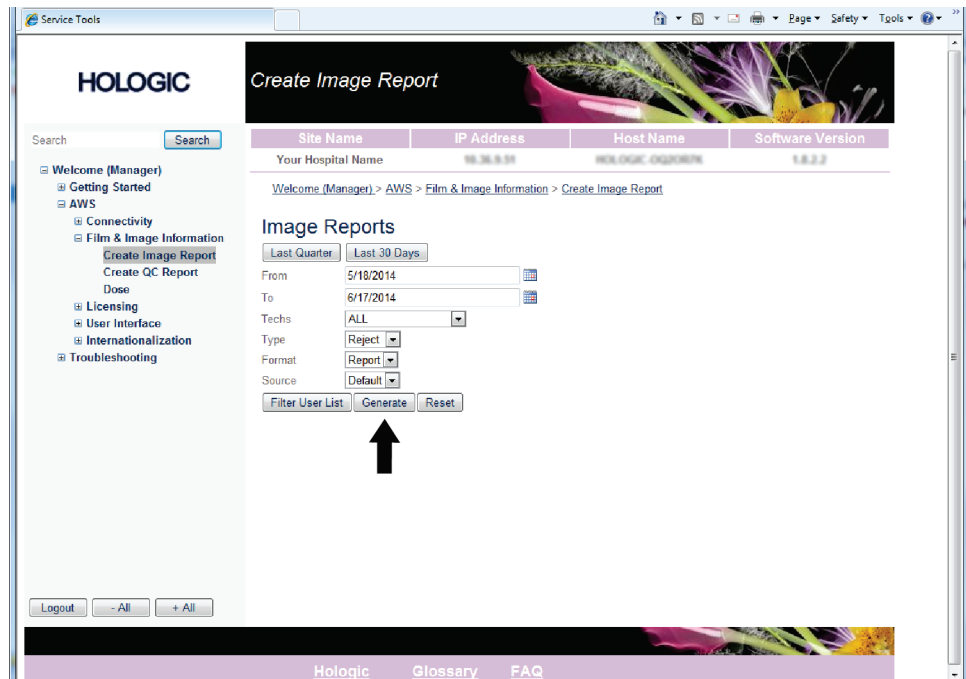 Service Tools
Page Safety Tools
HOLOGIC
Create Image Report
Search Search
Site Name IP Address Host Name Software Version
Your Hospital Name
Welcome (Manager) > AWS > Film & Image Information > Create Image Report
Welcome (Manager)
Getting Started
AWS
Connectivity
Film & Image Information
Create Image Report
Create QC Report
Dose
Licensing
User Interface
Internationalization
Troubleshooting
Image Reports
Last Quarter Last 30 Days
From 5/18/2014
To 6/17/2014
Techs ALL
Type Reject
Format Report
Source Default
Filter User List Generate Reset
Logout - All + All
Hologic Glossary FAQ